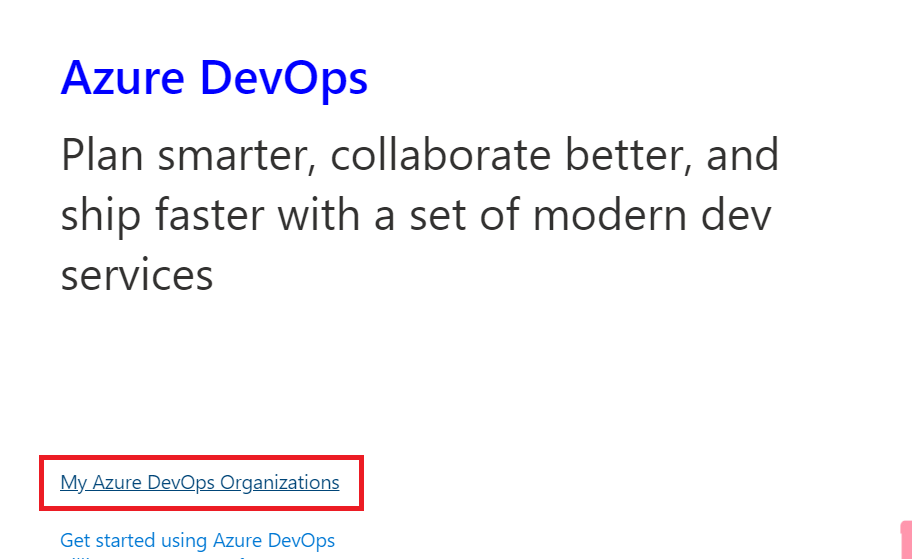 Azure DevOps
Plan smarter, collaborate better, and
ship faster with a set of modern dev
services
My Azure DevOps Organizations
Get started using Azure DevOps